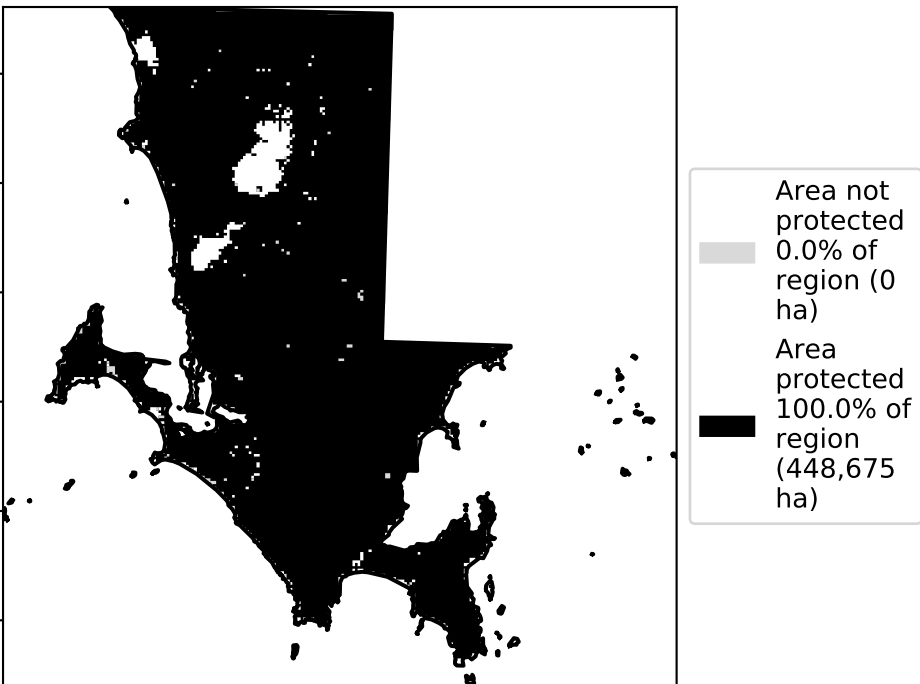 Area not
protected
0.0% of
region (0
ha)
Area
protected
100.0% of
region
(448,675
ha)